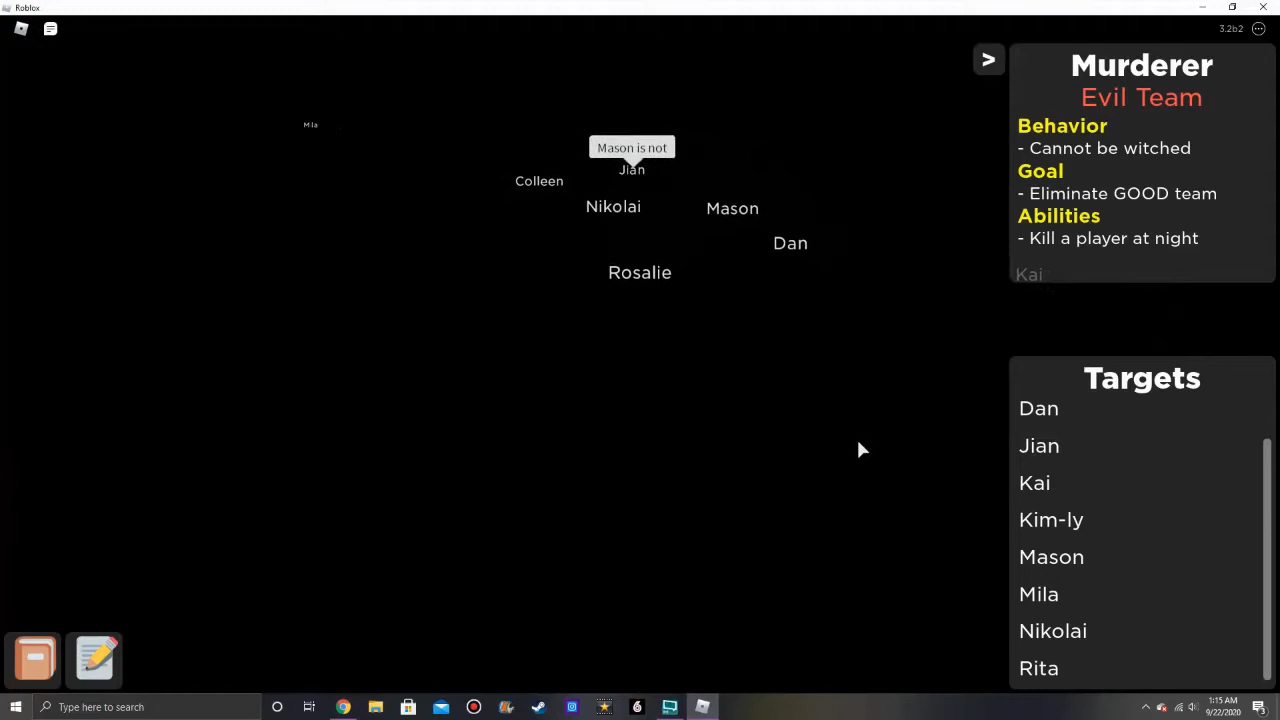 Roblox
3.2b2
>
Murderer
Evil Team
Behavior
- Cannot be witched
Goal
- Eliminate GOOD team
Abilities
- Kill a player at night
Kai
Mila
Mason is not
Jian
Colleen
Nikolai
Mason
Dan
Rosalie
Targets
Dan
Jian
Kai
Kim-ly
Mason
Mila
Nikolai
Rita
Type here to search
1:15 AM
9/22/2020